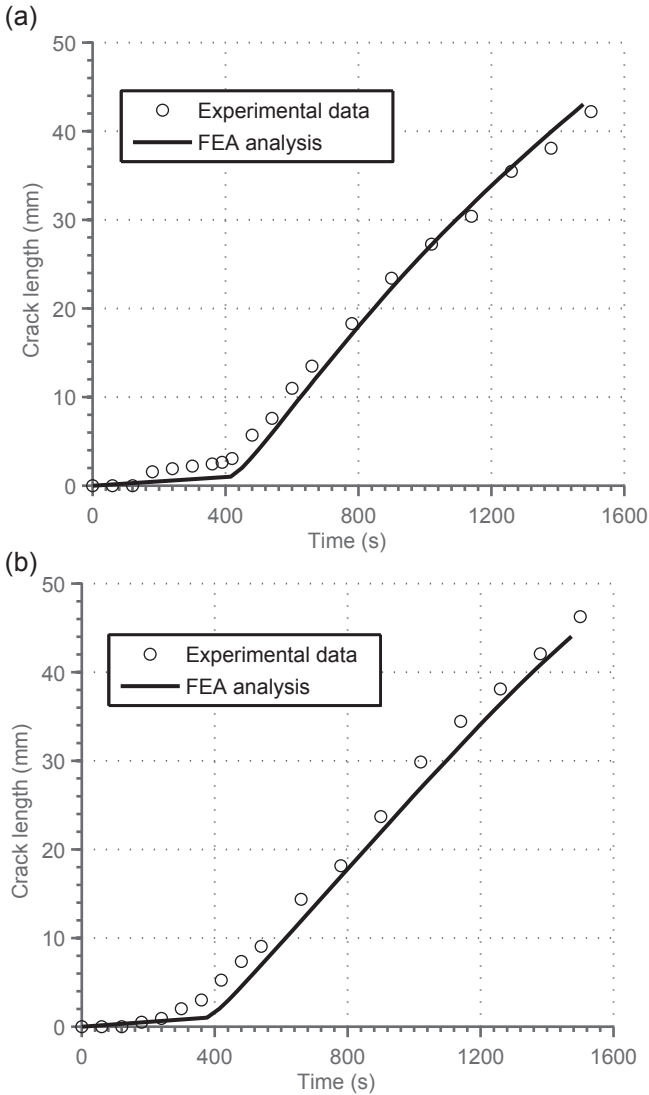 (a)
50
40
30
20
10
0
Crack length (mm)
Experimental data
FEA analysis
0 400 800 1200 1600
Time (s)
(b)
50
40
30
20
10
0
Crack length (mm)
Experimental data
FEA analysis
0 400 800 1200 1600
Time (s)